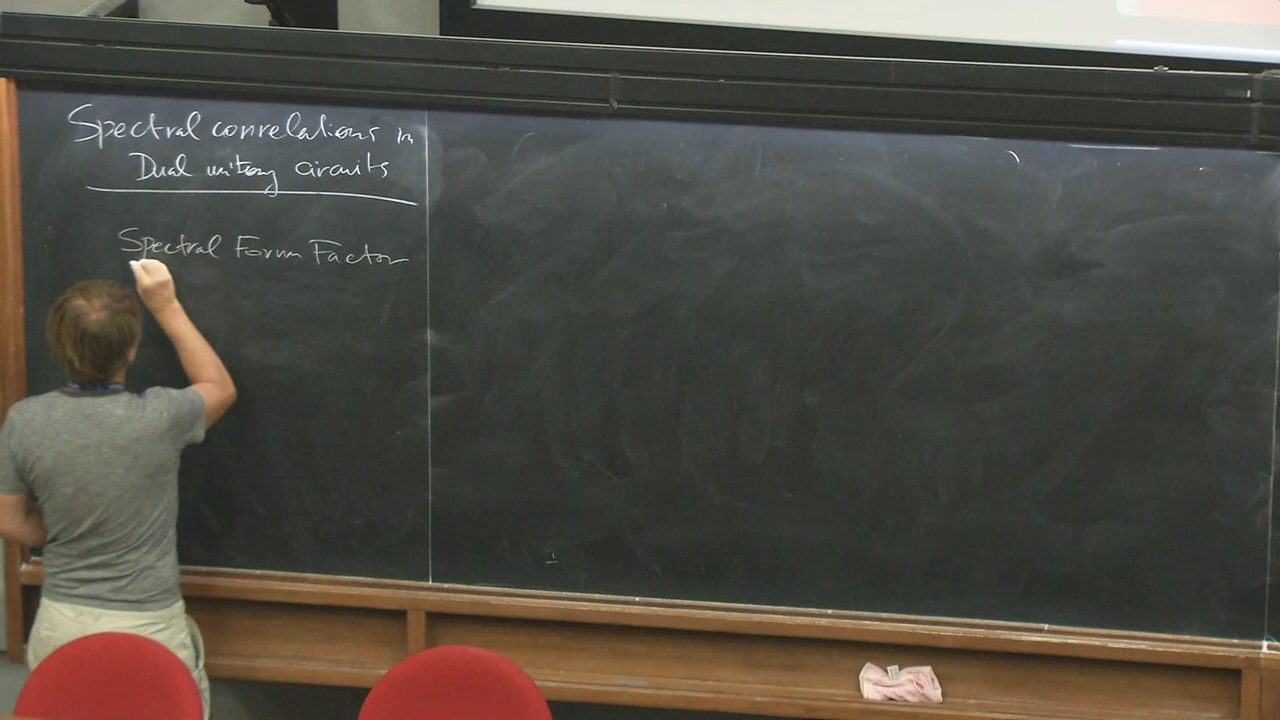 Spectral correlations in
Dual unitary circuits
Spectral Form Factor